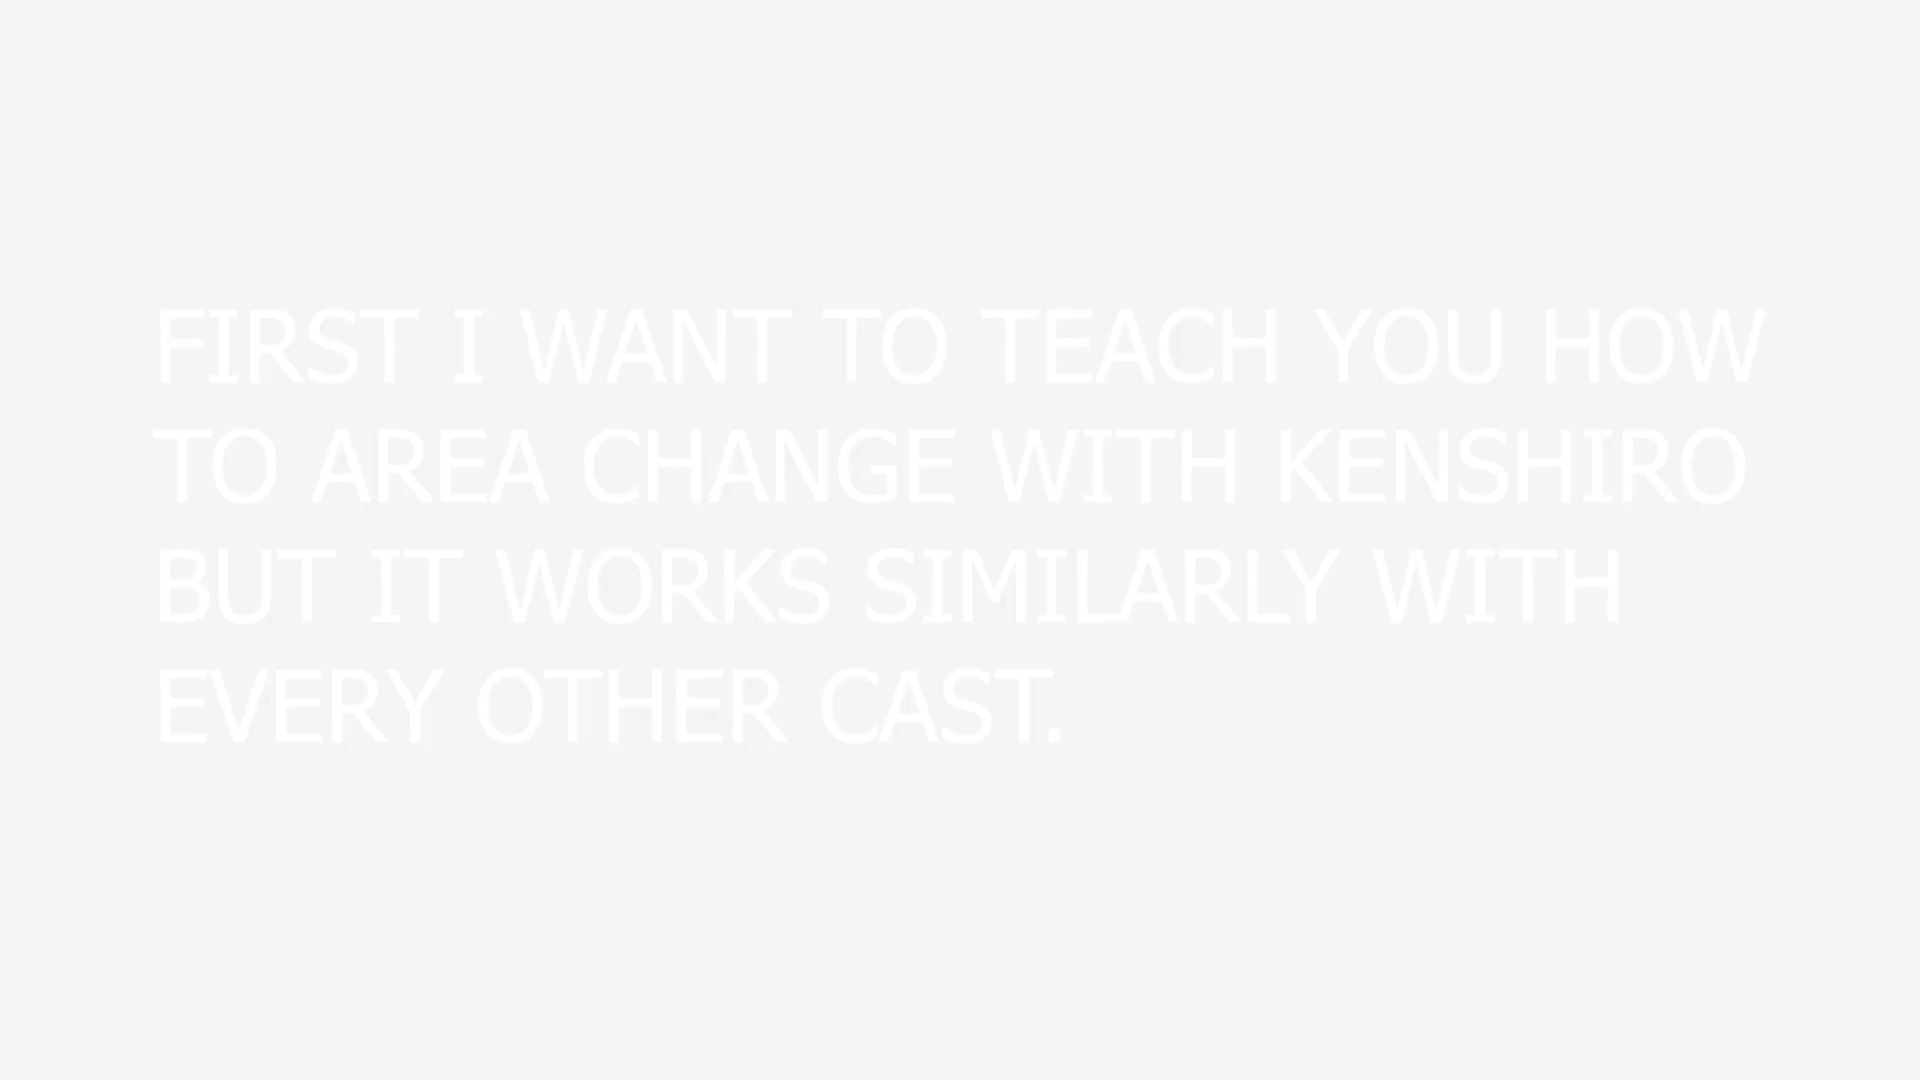 FIRST I WANT TO TEACH YOU HOW
TO AREA CHANGE WITH KENSHIRO
BUT IT WORKS SIMILARLY WITH
EVERY OTHER CAST.